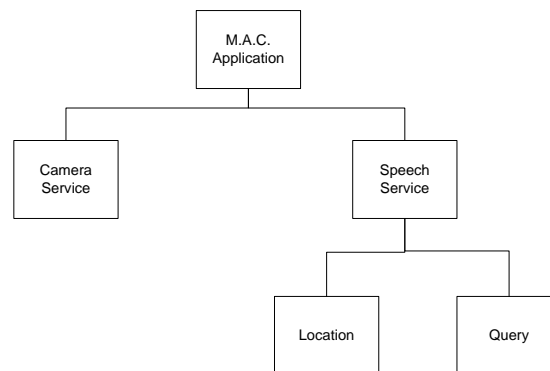 M.A.C.
Application
Camera
Service
Speech
Service
Location
Query